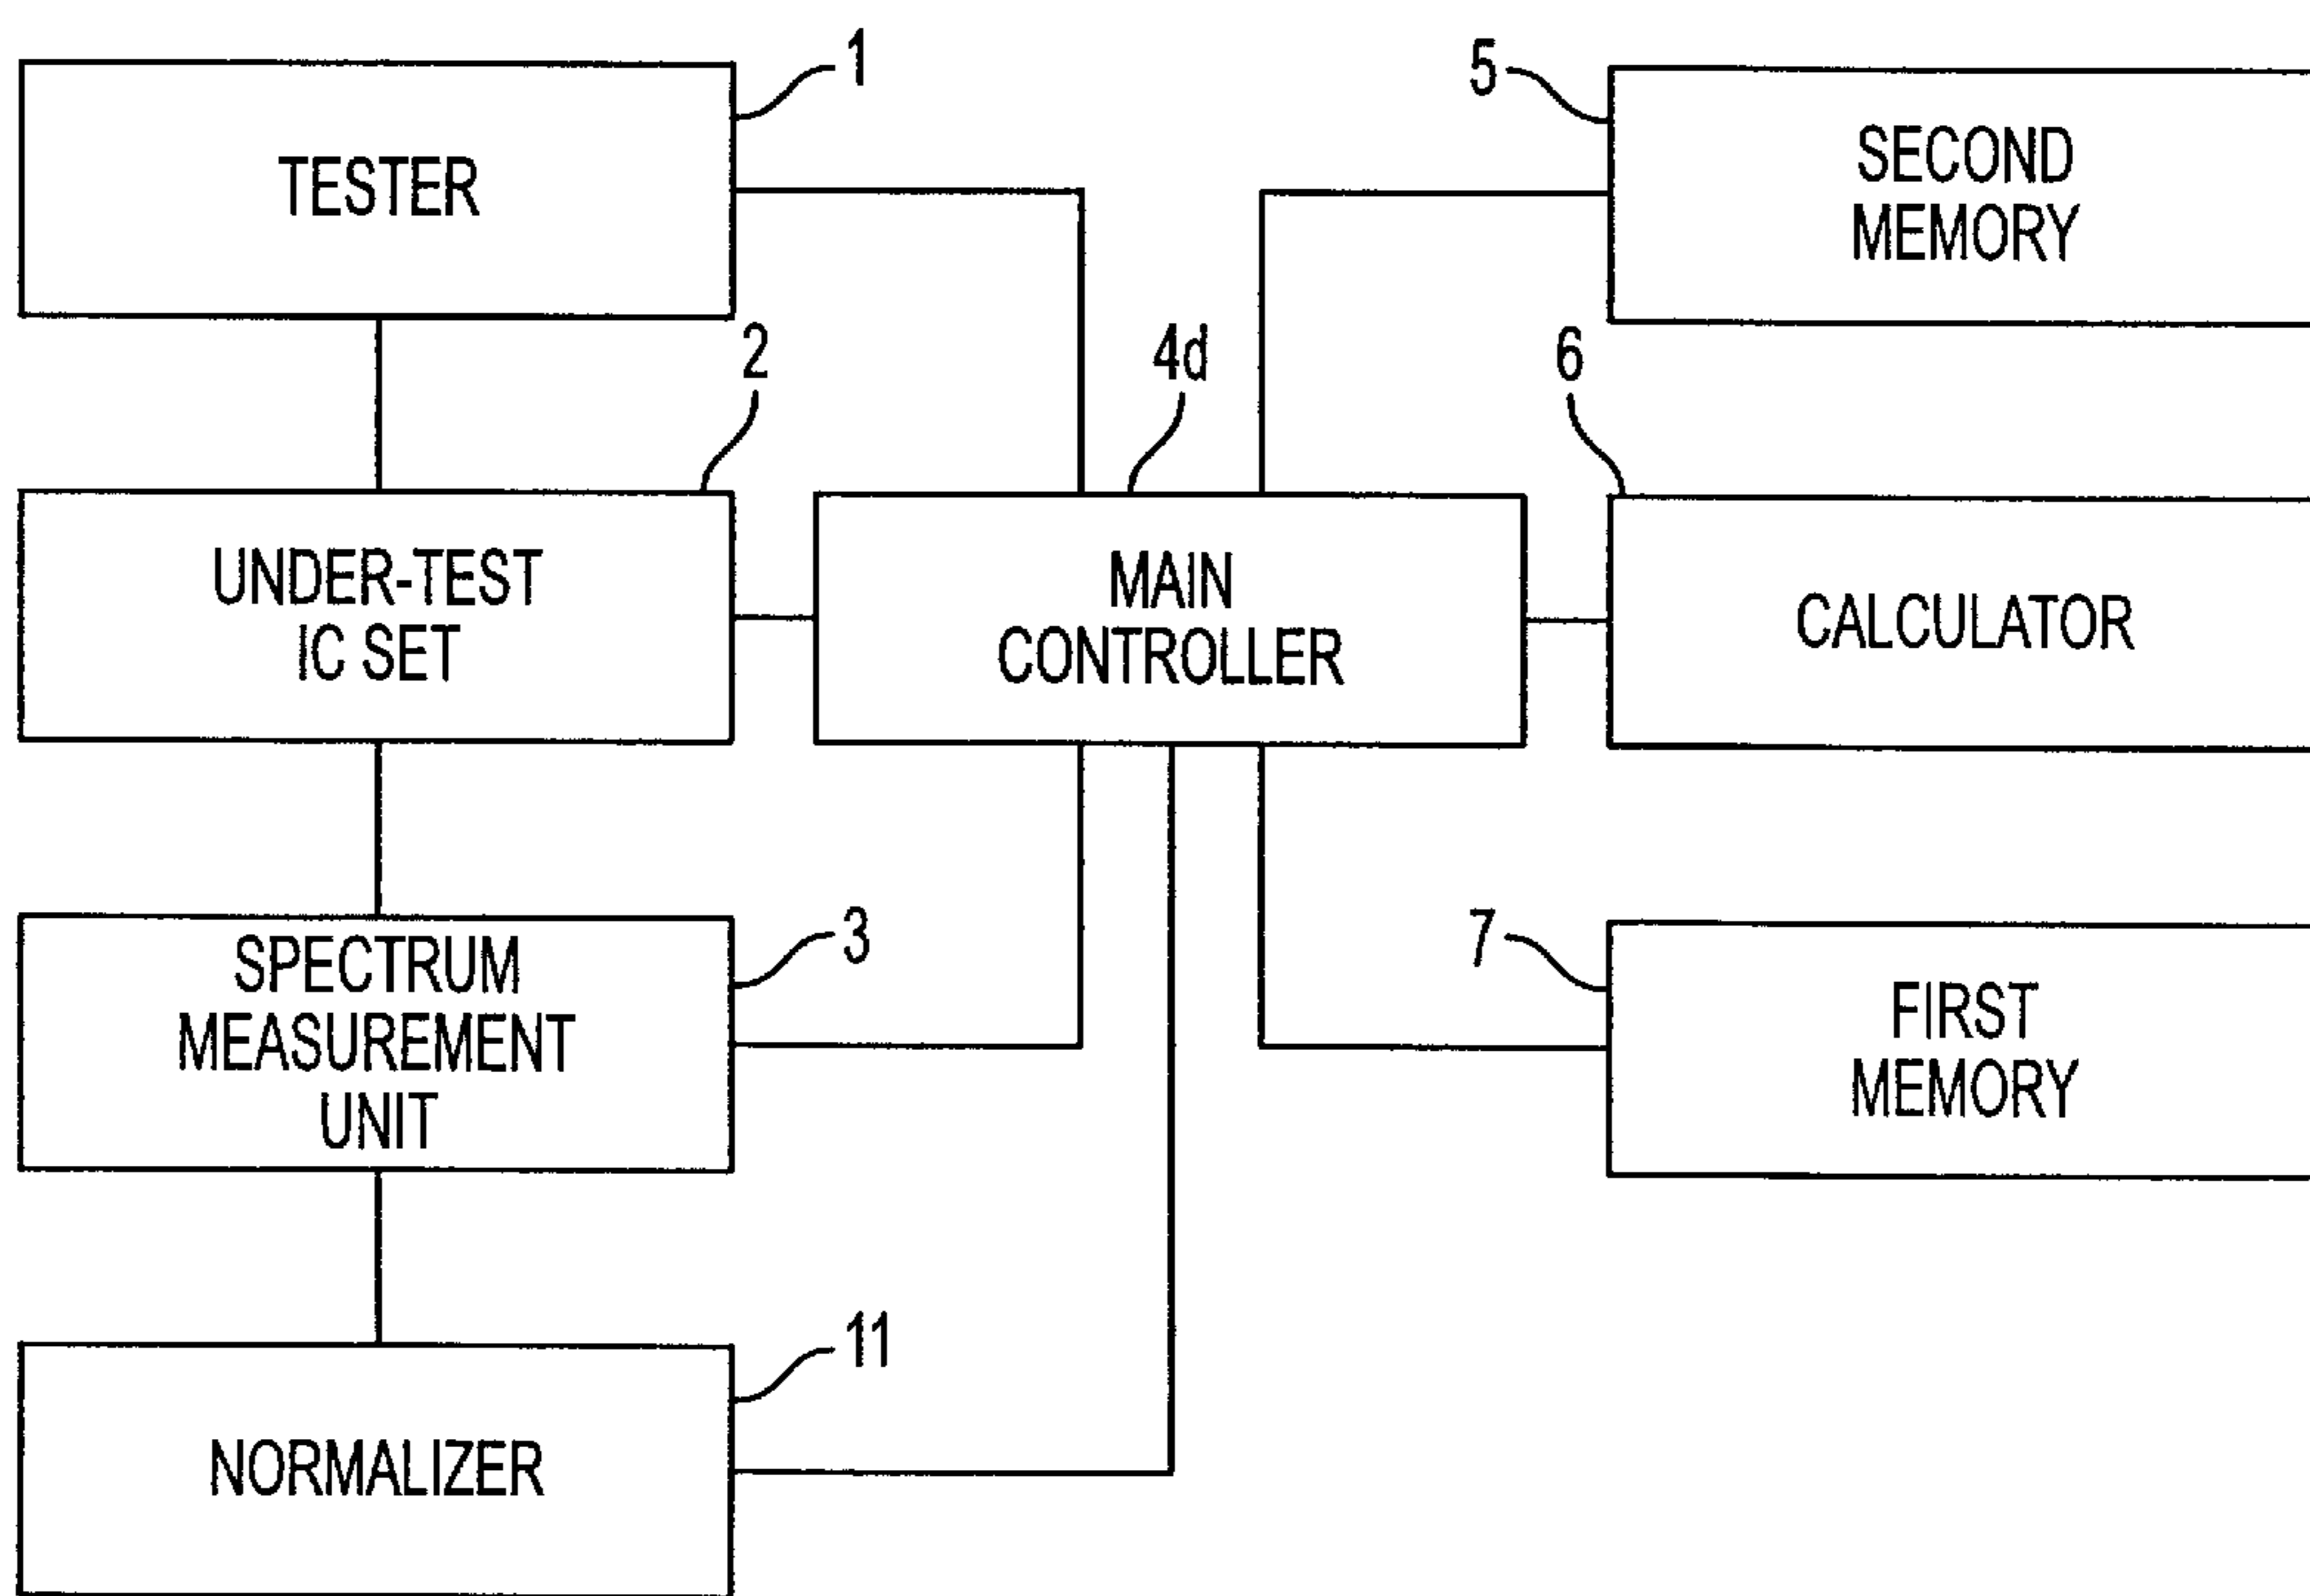 1
TESTER
5
SECOND
MEMORY
2
UNDER-TEST
IC SET
4d
MAIN
CONTROLLER
6
CALCULATOR
3
SPECTRUM
MEASUREMENT
UNIT
7
FIRST
MEMORY
11
NORMALIZER